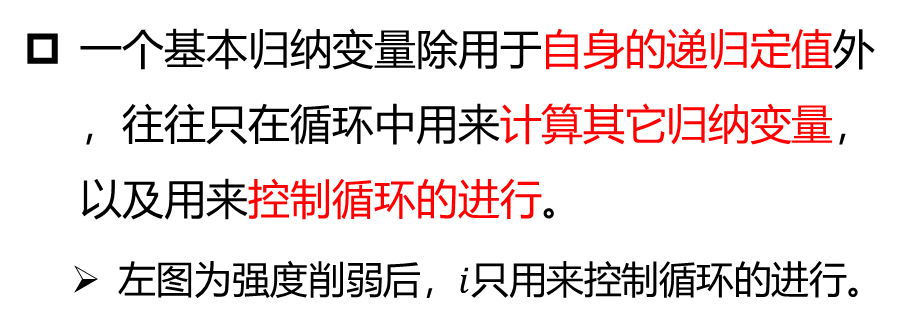 一个基本归纳变量除用于自身的递归定值外
，往往只在循环中用来计算其它归纳变量，
以及用来控制循环的进行。
➢ 左图为强度削弱后，i只用来控制循环的进行。